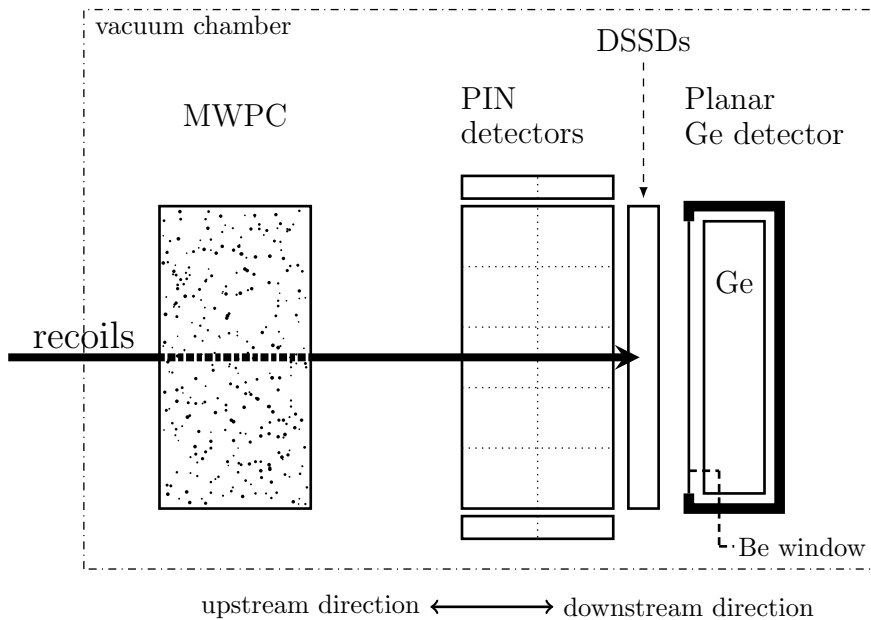 vacuum chamber
DSSDs
MWPC
PIN
detectors
Planar
Ge detector
Ge
recoils
Be window
upstream direction
downstream direction